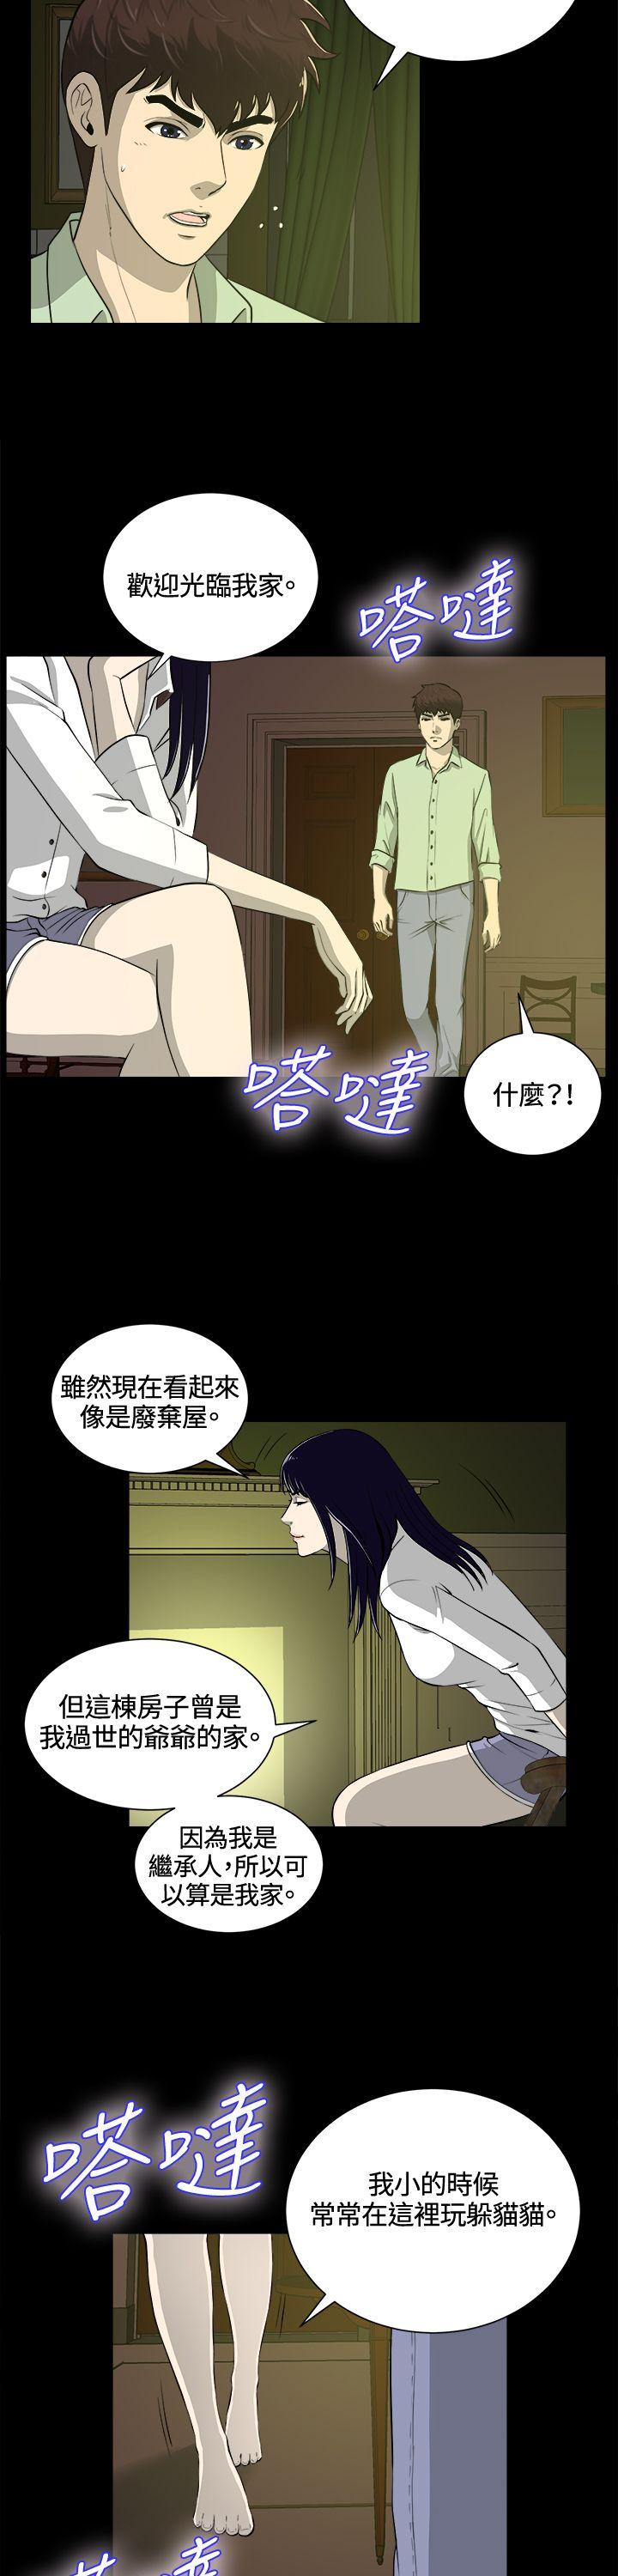 歡迎光臨我家。
嗒噠
嗒噠
什麼?!
雖然現在看起來
像是廢棄屋。
但這棟房子曾是
我過世的爺爺的家。
因為我是
繼承人,所以可
以算是我家。
嗒噠
我小的時候
常常在這裡玩躲貓貓。
嗒噠